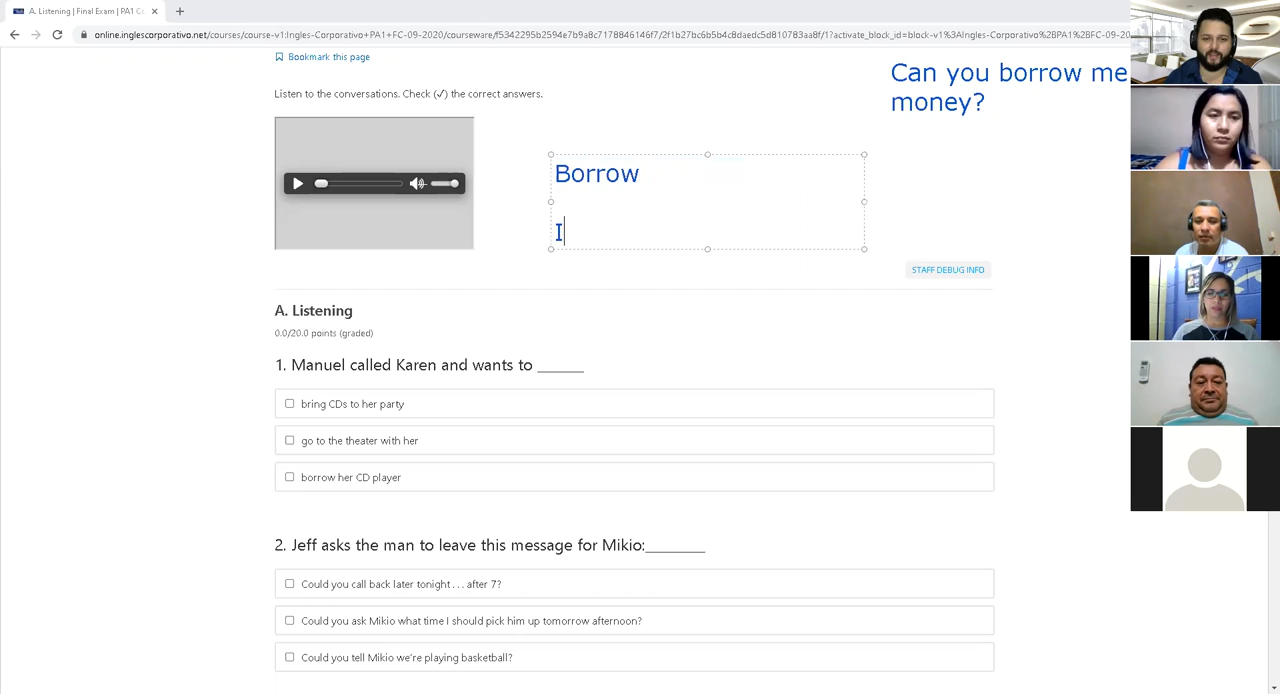 A. Listening | Final Exam | PA1 Co
online.inglescorporativo.net/courses/course-v1:Ingles-Corporativo+PA1+FC-09-2020/courseware/f5342295b2594e7b9a8c7178846146f7/2f1b27bc6b5b4c8daedc5d810783aa8f/1?activate_block_id=block-v1%3AIngles-Corporativo%2BPA1%2BFC-09-20
Bookmark this page
Can you borrow me
money?
Listen to the conversations. Check (✓) the correct answers.
Borrow
I
STAFF DEBUG INFO
A. Listening
0.0/20.0 points (graded)
1. Manuel called Karen and wants to ______
bring CDs to her party
go to the theater with her
borrow her CD player
2. Jeff asks the man to leave this message for Mikio:________
Could you call back later tonight . . . after 7?
Could you ask Mikio what time I should pick him up tomorrow afternoon?
Could you tell Mikio we're playing basketball?